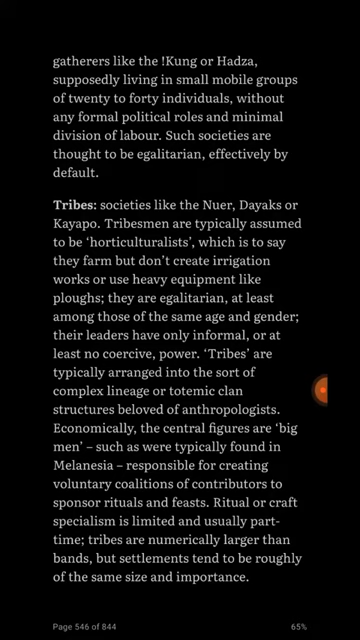 gatherers like the !Kung or Hadza,
supposedly living in small mobile groups
of twenty to forty individuals, without
any formal political roles and minimal
division of labour. Such societies are
thought to be egalitarian, effectively by
default.
Tribes: societies like the Nuer, Dayaks or
Kayapo. Tribesmen are typically assumed
to be ‘horticulturalists’, which is to say
they farm but don’t create irrigation
works or use heavy equipment like
ploughs; they are egalitarian, at least
among those of the same age and gender;
their leaders have only informal, or at
least no coercive, power. ‘Tribes’ are
typically arranged into the sort of
complex lineage or totemic clan
structures beloved of anthropologists.
Economically, the central figures are ‘big
men’ – such as were typically found in
Melanesia – responsible for creating
voluntary coalitions of contributors to
sponsor rituals and feasts. Ritual or craft
specialism is limited and usually part-
time; tribes are numerically larger than
bands, but settlements tend to be roughly
of the same size and importance.
Page 546 of 844 65%